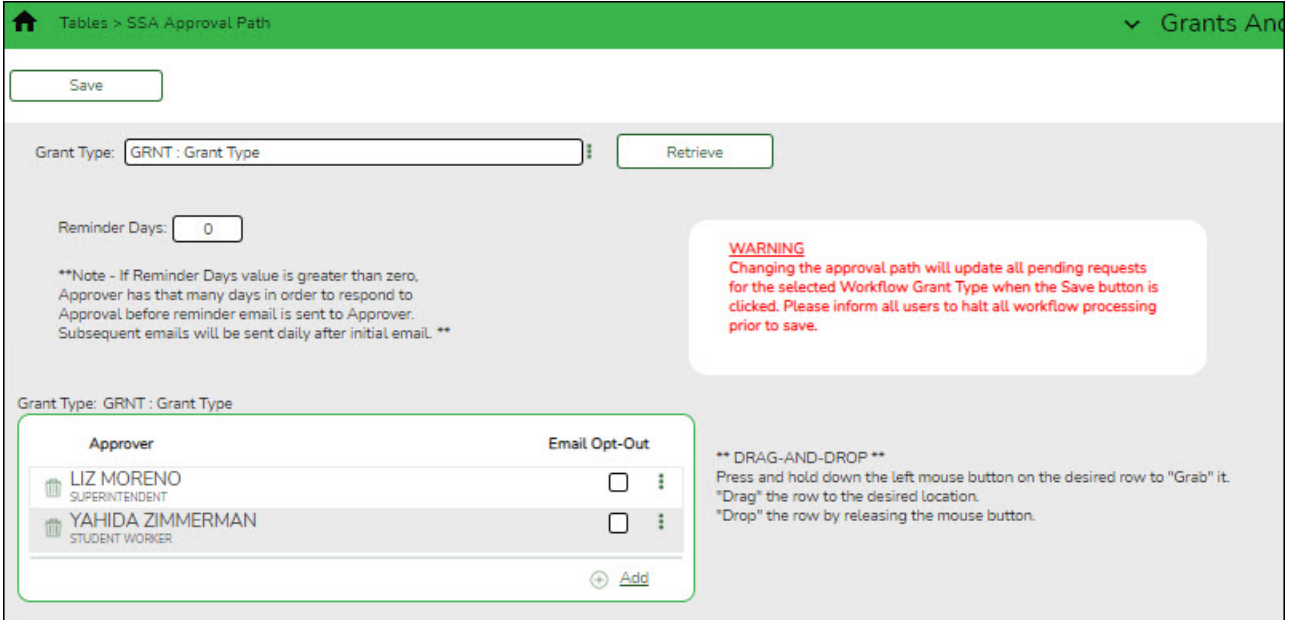 Tables > SSA Approval Path
Grants And
Save
Grant Type: GRNT : Grant Type
Retrieve
Reminder Days: 0
**Note - If Reminder Days value is greater than zero,
Approver has that many days in order to respond to
Approval before reminder email is sent to Approver.
Subsequent emails will be sent daily after initial email. **
WARNING
Changing the approval path will update all pending requests
for the selected Workflow Grant Type when the Save button is
clicked. Please inform all users to halt all workflow processing
prior to save.
Grant Type: GRNT : Grant Type
Approver Email Opt-Out
LIZ MORENO
SUPERINTENDENT
YAHIDA ZIMMERMAN
STUDENT WORKER
Add
** DRAG-AND-DROP **
Press and hold down the left mouse button on the desired row to "Grab" it.
"Drag" the row to the desired location.
"Drop" the row by releasing the mouse button.